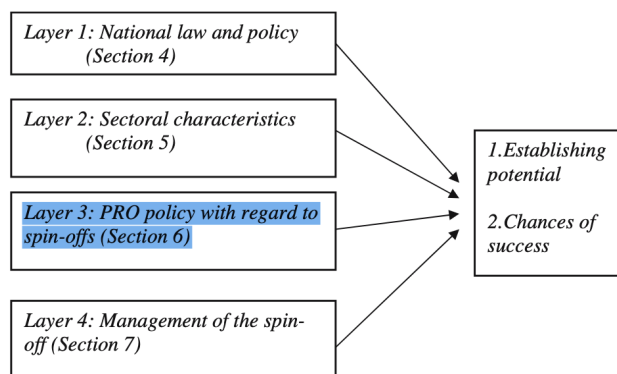 Layer 1: National law and policy
(Section 4)
Layer 2: Sectoral characteristics
(Section 5)
Layer 3: PRO policy with regard to
spin-offs (Section 6)
Layer 4: Management of the spin-
off (Section 7)
1.Establishing
potential
2.Chances of
success